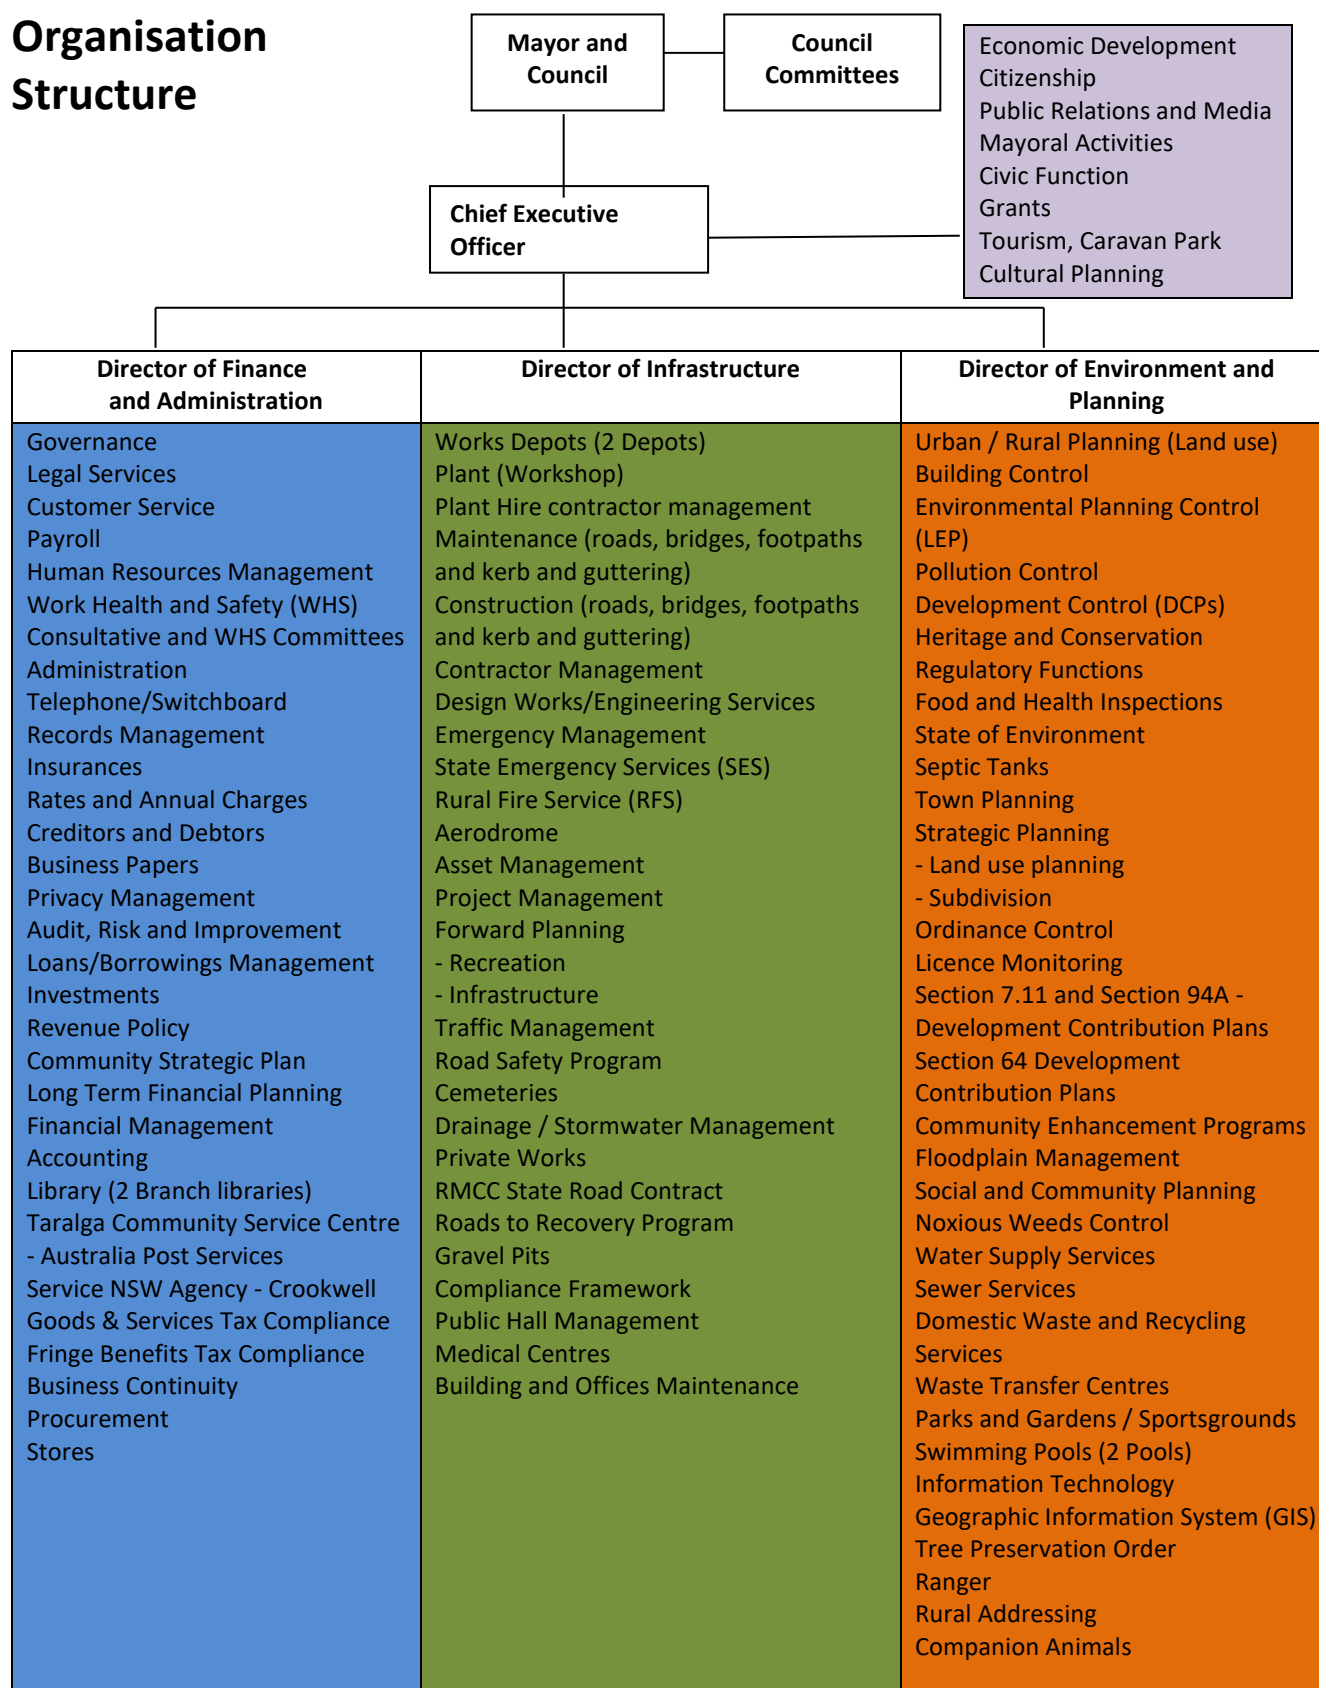 Organisation
Structure
Mayor and
Council
Council
Committees
Economic Development
Citizenship
Public Relations and Media
Mayoral Activities
Civic Function
Grants
Tourism, Caravan Park
Cultural Planning
Chief Executive
Officer
Director of Finance
and Administration
Governance
Legal Services
Customer Service
Payroll
Human Resources Management
Work Health and Safety (WHS)
Consultative and WHS Committees
Administration
Telephone/Switchboard
Records Management
Insurances
Rates and Annual Charges
Creditors and Debtors
Business Papers
Privacy Management
Audit, Risk and Improvement
Loans/Borrowings Management
Investments
Revenue Policy
Community Strategic Plan
Long Term Financial Planning
Financial Management
Accounting
Library (2 Branch libraries)
Taralga Community Service Centre
- Australia Post Services
Service NSW Agency - Crookwell
Goods & Services Tax Compliance
Fringe Benefits Tax Compliance
Business Continuity
Procurement
Stores
Director of Infrastructure
Works Depots (2 Depots)
Plant (Workshop)
Plant Hire contractor management
Maintenance (roads, bridges, footpaths
and kerb and guttering)
Construction (roads, bridges, footpaths
and kerb and guttering)
Contractor Management
Design Works/Engineering Services
Emergency Management
State Emergency Services (SES)
Rural Fire Service (RFS)
Aerodrome
Asset Management
Project Management
Forward Planning
- Recreation
- Infrastructure
Traffic Management
Road Safety Program
Cemeteries
Drainage / Stormwater Management
Private Works
RMCC State Road Contract
Roads to Recovery Program
Gravel Pits
Compliance Framework
Public Hall Management
Medical Centres
Building and Offices Maintenance
Director of Environment and
Planning
Urban / Rural Planning (Land use)
Building Control
Environmental Planning Control
(LEP)
Pollution Control
Development Control (DCPs)
Heritage and Conservation
Regulatory Functions
Food and Health Inspections
State of Environment
Septic Tanks
Town Planning
Strategic Planning
- Land use planning
- Subdivision
Ordinance Control
Licence Monitoring
Section 7.11 and Section 94A -
Development Contribution Plans
Section 64 Development
Contribution Plans
Community Enhancement Programs
Floodplain Management
Social and Community Planning
Noxious Weeds Control
Water Supply Services
Sewer Services
Domestic Waste and Recycling
Services
Waste Transfer Centres
Parks and Gardens / Sportsgrounds
Swimming Pools (2 Pools)
Information Technology
Geographic Information System (GIS)
Tree Preservation Order
Ranger
Rural Addressing
Companion Animals